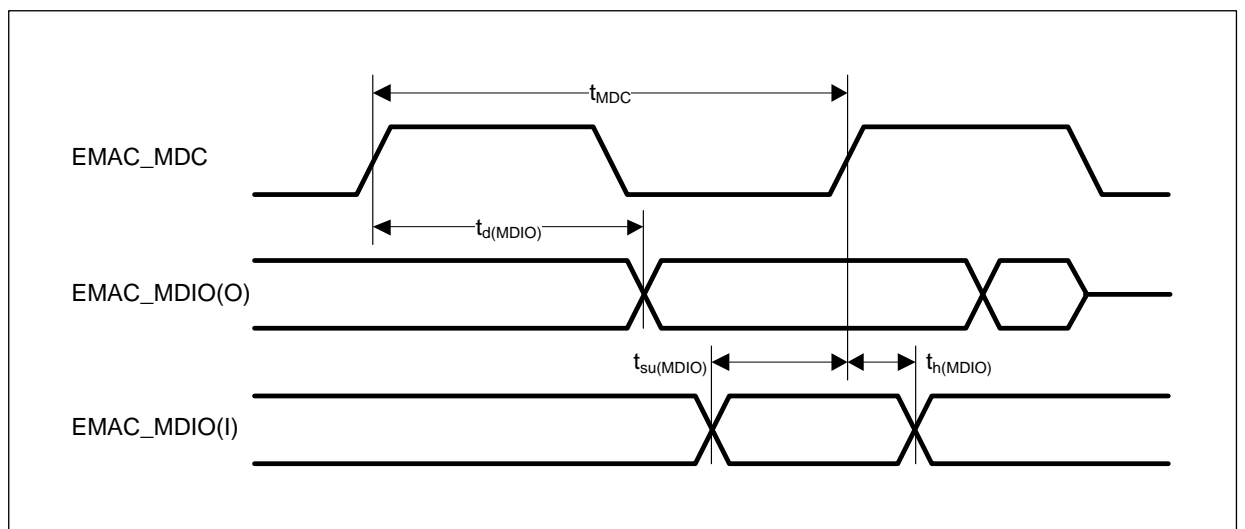 tMDC
EMAC_MDC
td(MDIO)
EMAC_MDIO(O)
tsu(MDIO) th(MDIO)
EMAC_MDIO(I)